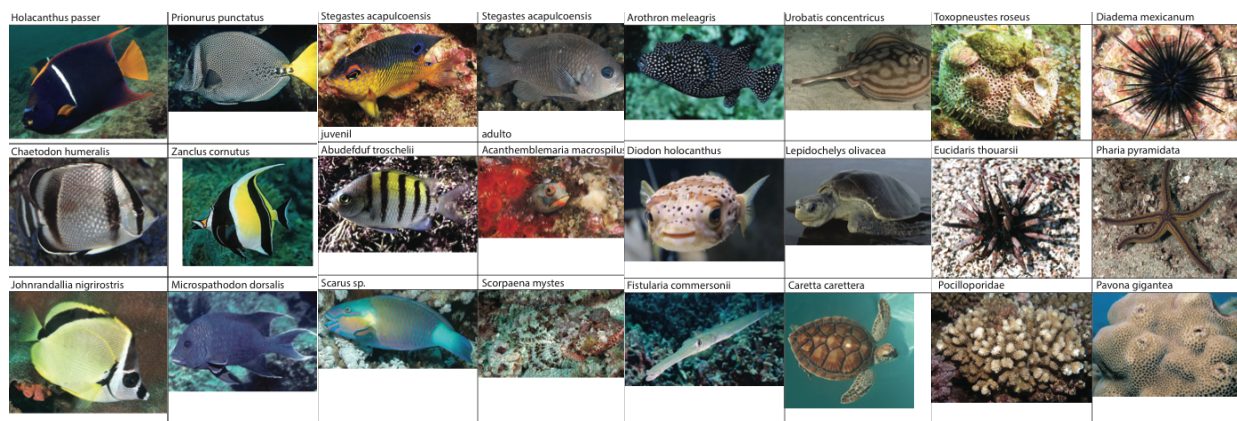 Holacanthus passer
Prionurus punctatus
Stegastes acapulcoensis
Stegastes acapulcoensis
Arothron meleagris
Urobatis concentricus
Toxopneustes roseus
Diadema mexicanum
juvenil
adulto
Chaetodon humeralis
Zanclus cornutus
Abudefduf troschelii
Acanthemblemaria macrospilus
Diodon holocanthus
Lepidochelys olivacea
Eucidaris thouarsii
Pharia pyramidata
Johnrandallia nigrirostris
Microspathodon dorsalis
Scarus sp.
Scorpaena mystes
Fistularia commersonii
Caretta carettera
Pocilloporidae
Pavona gigantea